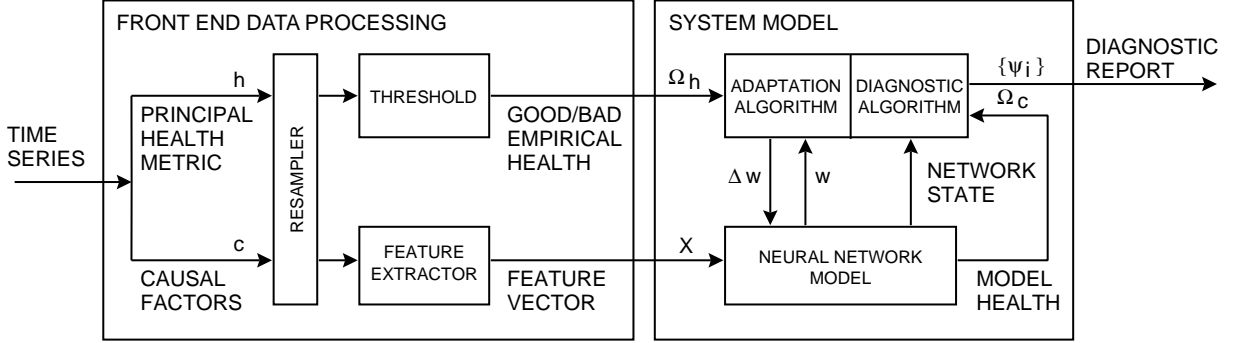 FRONT END DATA PROCESSING
SYSTEM MODEL
TIME
SERIES
h
PRINCIPAL
HEALTH
METRIC
c
CAUSAL
FACTORS
RESAMPLER
THRESHOLD
GOOD/BAD
EMPIRICAL
HEALTH
FEATURE
EXTRACTOR
FEATURE
VECTOR
Ωh
X
ADAPTATION
ALGORITHM
DIAGNOSTIC
ALGORITHM
{ψi}
Ωc
DIAGNOSTIC
REPORT
Δw
w
NETWORK
STATE
NEURAL NETWORK
MODEL
MODEL
HEALTH